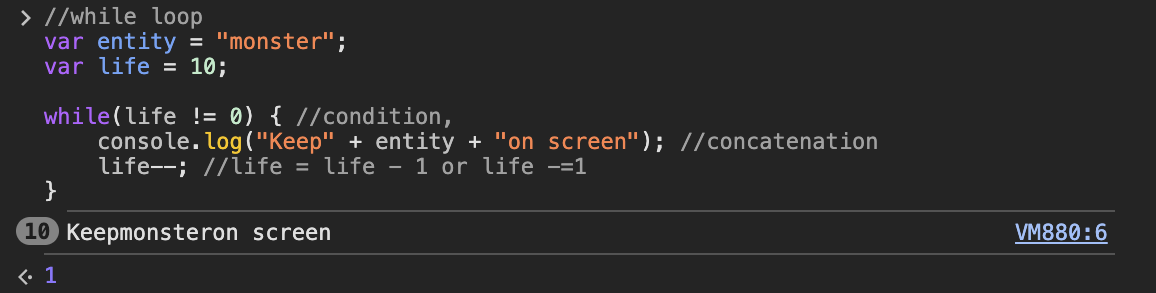 //while loop
var entity = "monster";
var life = 10;
while(life != 0) { //condition,
    console.log("Keep" + entity + "on screen"); //concatenation
    life--; //life = life - 1 or life -=1
}
10 Keepmonsteron screen VM880:6
1